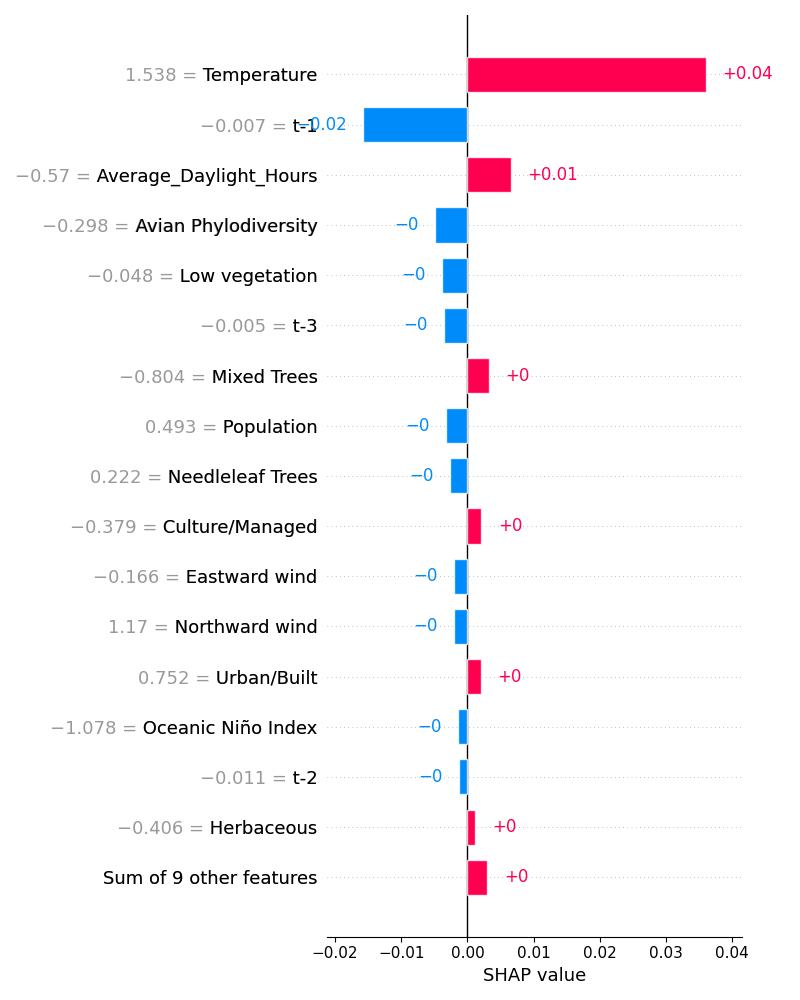 1.538 = Temperature +0.04
−0.007 = t-1 −0.02
−0.57 = Average_Daylight_Hours +0.01
−0.298 = Avian Phylodiversity −0
−0.048 = Low vegetation −0
−0.005 = t-3 −0
−0.804 = Mixed Trees +0
0.493 = Population −0
0.222 = Needleleaf Trees −0
−0.379 = Culture/Managed +0
−0.166 = Eastward wind −0
1.17 = Northward wind −0
0.752 = Urban/Built +0
−1.078 = Oceanic Niño Index −0
−0.011 = t-2 −0
−0.406 = Herbaceous +0
Sum of 9 other features +0
−0.02 −0.01 0.00 0.01 0.02 0.03 0.04
SHAP value